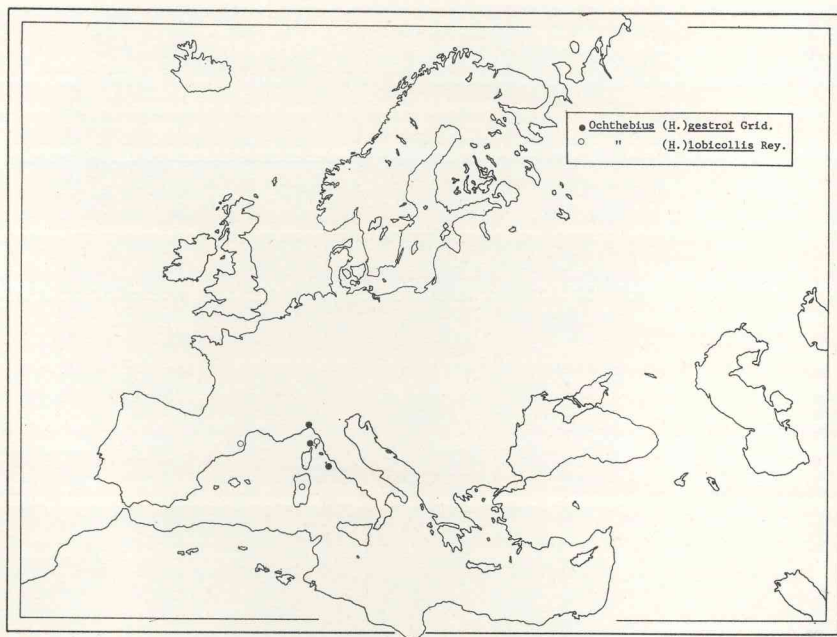 ● Ochthebius (H.)gestroi Grid.
○ " (H.)lobicollis Rey.